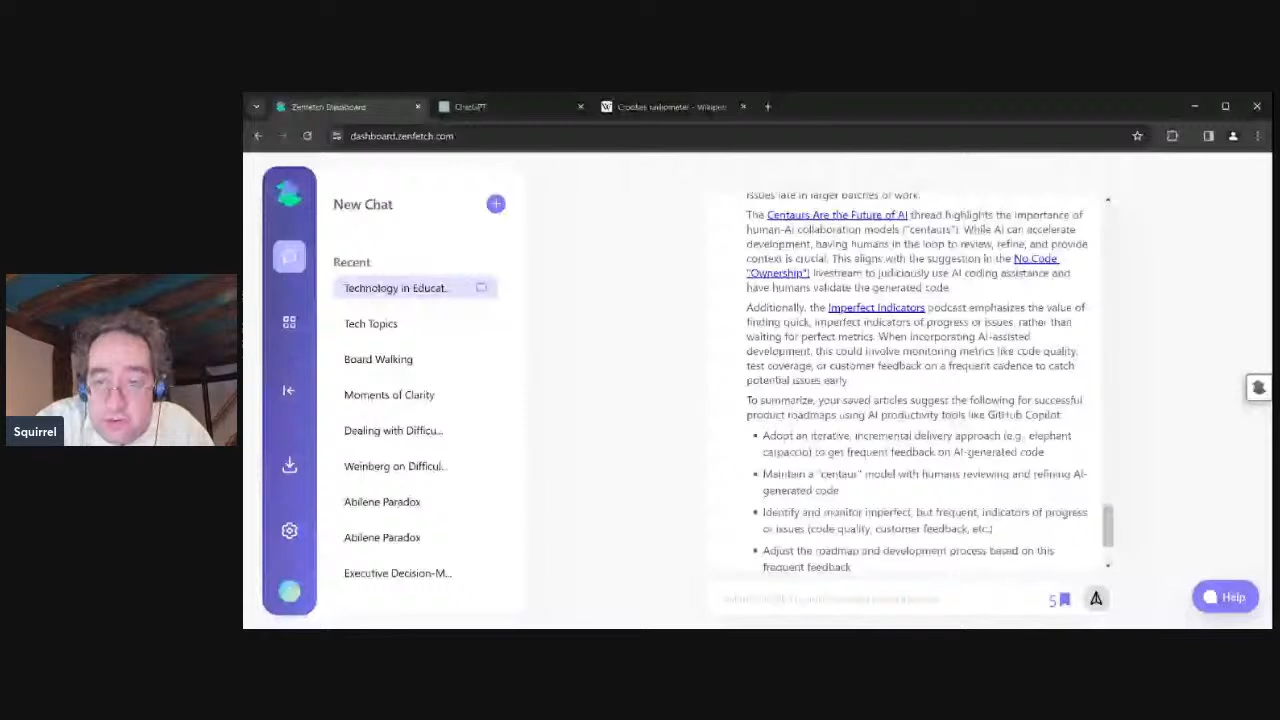 Zenfetch Dashboard
ChatGPT
Crookes radiometer - Wikiped
dashboard.zenfetch.com
New Chat
Recent
Technology in Educat..
Tech Topics
Board Walking
Moments of Clarity
Dealing with Difficu...
Weinberg on Difficul...
Abilene Paradox
Abilene Paradox
Executive Decision-M...
issues late in larger batches of work.
The Centaurs Are the Future of AI thread highlights the importance of
human-AI collaboration models ("centaurs"). While AI can accelerate
development, having humans in the loop to review, refine, and provide
context is crucial. This aligns with the suggestion in the No Code
"Ownership"! livestream to judiciously use AI coding assistance and
have humans validate the generated code
Additionally, the Imperfect Indicators podcast emphasizes the value of
finding quick, imperfect indicators of progress or issues, rather than
waiting for perfect metrics. When incorporating AI-assisted
development, this could involve monitoring metrics like code quality,
test coverage, or customer feedback on a frequent cadence to catch
potential issues early
To summarize, your saved articles suggest the following for successful
product roadmaps using AI productivity tools like GitHub Copilot:
• Adopt an iterative, incremental delivery approach (e.g., elephant
carpaccio) to get frequent feedback on AI-generated code
• Maintain a "centaur" model with humans reviewing and refining AI-
generated code
• Identify and monitor imperfect, but frequent, indicators of progress
or issues (code quality, customer feedback, etc.)
• Adjust the roadmap and development process based on this
frequent feedback
5
Help
Squirrel